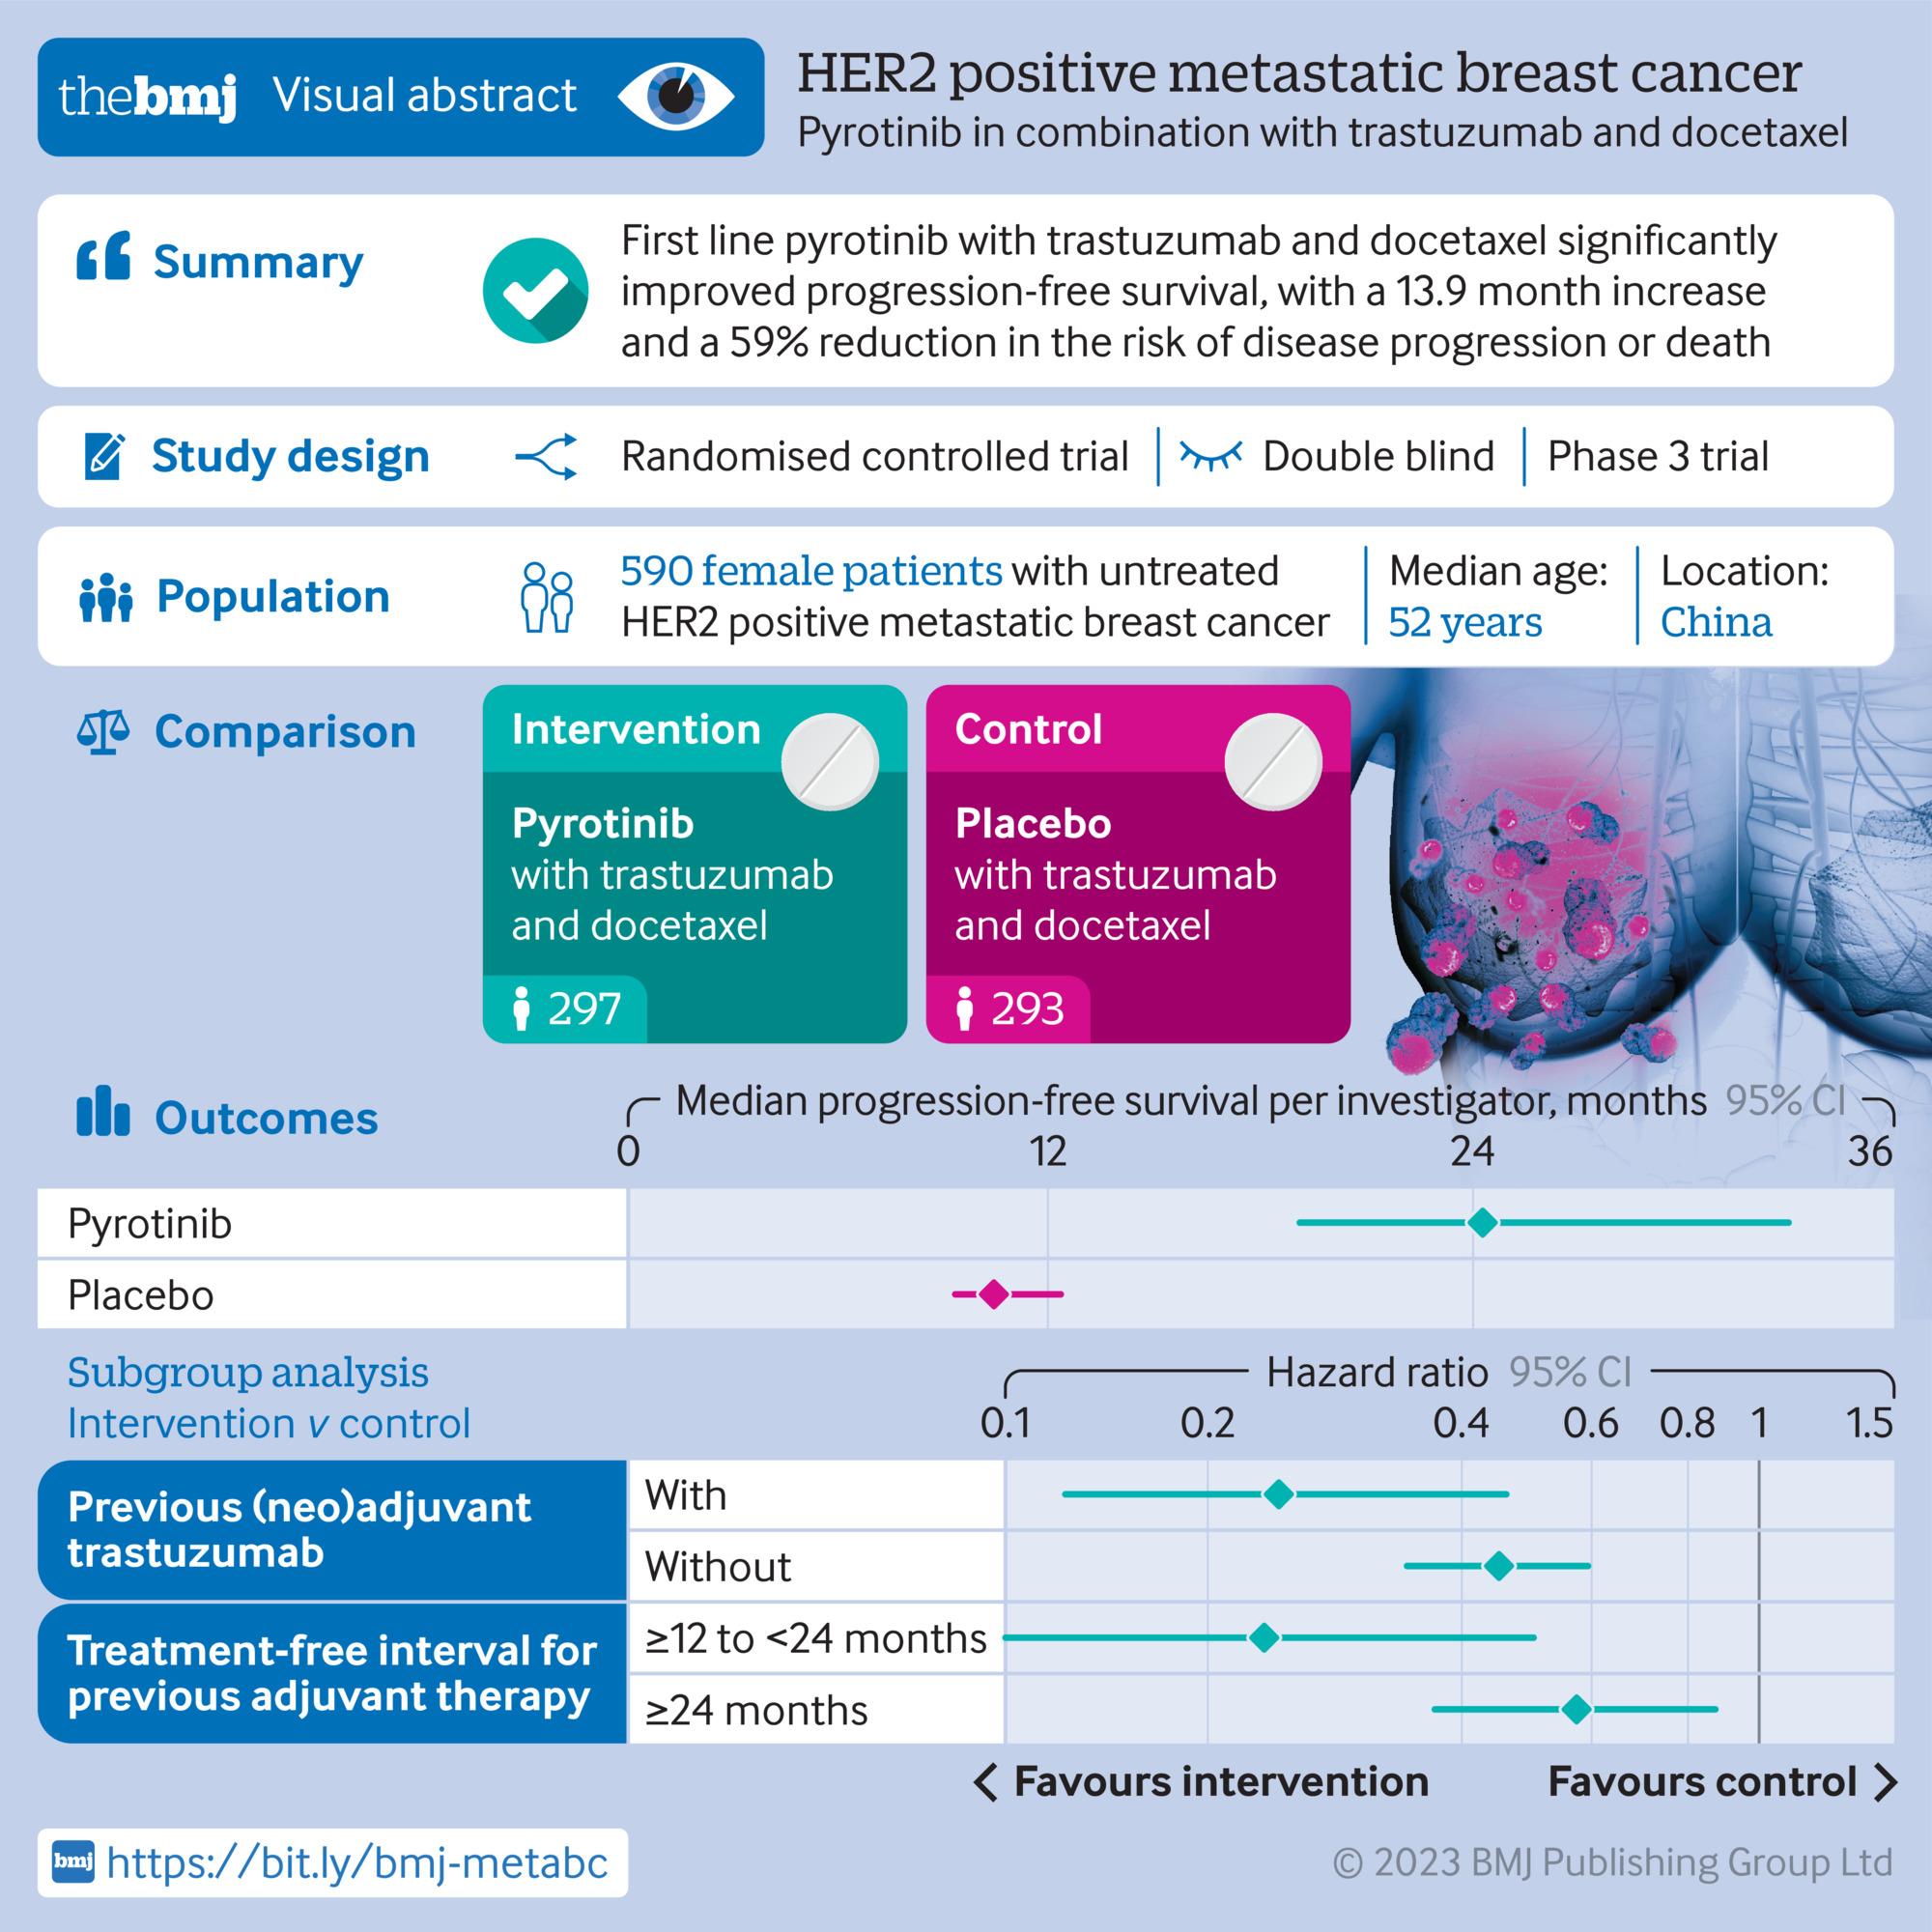 thebmj Visual abstract
HER2 positive metastatic breast cancer
Pyrotinib in combination with trastuzumab and docetaxel
Summary
First line pyrotinib with trastuzumab and docetaxel significantly
improved progression-free survival, with a 13.9 month increase
and a 59% reduction in the risk of disease progression or death
Study design
Randomised controlled trial
Double blind
Phase 3 trial
Population
590 female patients with untreated
HER2 positive metastatic breast cancer
Median age:
52 years
Location:
China
Comparison
Intervention
Pyrotinib
with trastuzumab
and docetaxel
297
Control
Placebo
with trastuzumab
and docetaxel
293
Outcomes
Median progression-free survival per investigator, months 95% CI
0 12 24 36
Pyrotinib
Placebo
Subgroup analysis
Intervention v control
Hazard ratio 95% CI
0.1 0.2 0.4 0.6 0.8 1 1.5
Previous (neo)adjuvant
trastuzumab
With
Without
Treatment-free interval for
previous adjuvant therapy
≥12 to <24 months
≥24 months
< Favours intervention
Favours control >
bmj https://bit.ly/bmj-metabc
© 2023 BMJ Publishing Group Ltd